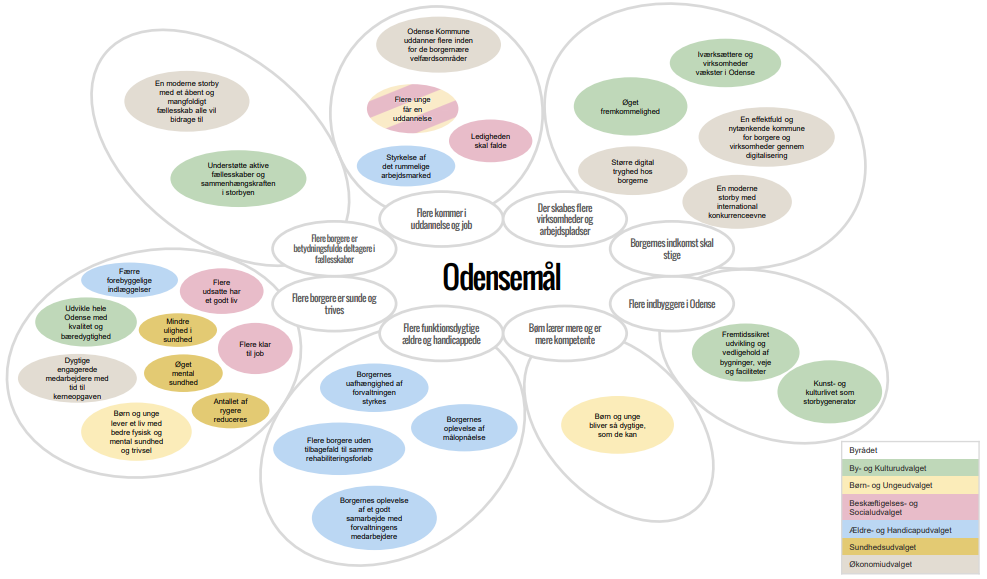 Odense Kommune
uddanner flere inden
for de borgernære
velfærdsområder
Flere unge
får en
uddannelse
Ledigheden
skal falde
Styrkelse af
det rummelige
arbejdsmarked
Iværksættere og
virksomheder
vækster i Odense
Øget
fremkommelighed
En effektfuld og
nytænkende kommune
for borgere og
virksomheder gennem
digitalisering
Større digital
tryghed hos
borgerne
En moderne
storby med
international
konkurrenceevne
En moderne storby
med et åbent og
mangfoldigt
fællesskab alle vil
bidrage til
Understøtte aktive
fællesskaber og
sammenhængskraften
i storbyen
Flere kommer i
uddannelse og job
Der skabes flere
virksomheder og
arbejdspladser
Flere borgere er
betydningsfulde deltagere i
fællesskaber
Borgernes indkomst skal
stige
Odensemål
Flere borgere er sunde og
trives
Flere indbyggere i Odense
Flere funktionsdygtige
ældre og handicappede
Børn lærer mere og er
mere kompetente
Færre
forebyggelige
indlæggelser
Flere
udsatte har
et godt liv
Udvikle hele
Odense med
kvalitet og
bæredygtighed
Mindre
ulighed i
sundhed
Flere klar
til job
Dygtige
engagerede
medarbejdere med
tid til
kerneopgaven
Øget
mental
sundhed
Børn og unge
lever et liv med
bedre fysisk og
mental sundhed
og trivsel
Antallet af
rygere
reduceres
Borgernes
uafhængighed af
forvaltningen
styrkes
Borgernes
oplevelse af
målopnåelse
Flere borgere uden
tilbagefald til samme
rehabiliteringsforløb
Borgernes oplevelse
af et godt
samarbejde med
forvaltningens
medarbejdere
Børn og unge
bliver så dygtige,
som de kan
Fremtidssikret
udvikling og
vedligehold af
bygninger, veje
og faciliteter
Kunst- og
kulturlivet som
storbygenerator
Byrådet
By- og Kulturudvalget
Børn- og Ungeudvalget
Beskæftigelses- og
Socialudvalget
Ældre- og Handicapudvalget
Sundhedsudvalget
Økonomiudvalget